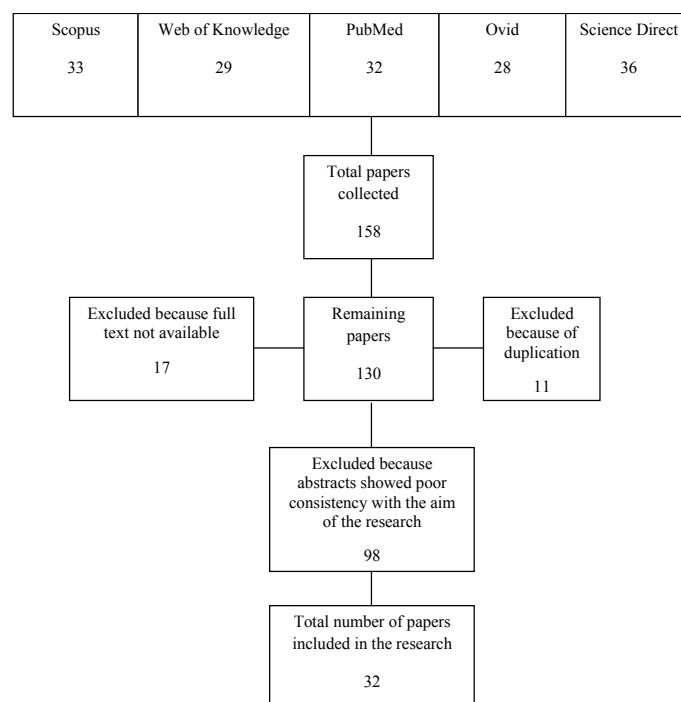 Scopus
33
Web of Knowledge
29
PubMed
32
Ovid
28
Science Direct
36
Total papers
collected
158
Excluded because full
text not available
17
Remaining
papers
130
Excluded
because of
duplication
11
Excluded because
abstracts showed poor
consistency with the aim
of the research
98
Total number of papers
included in the research
32